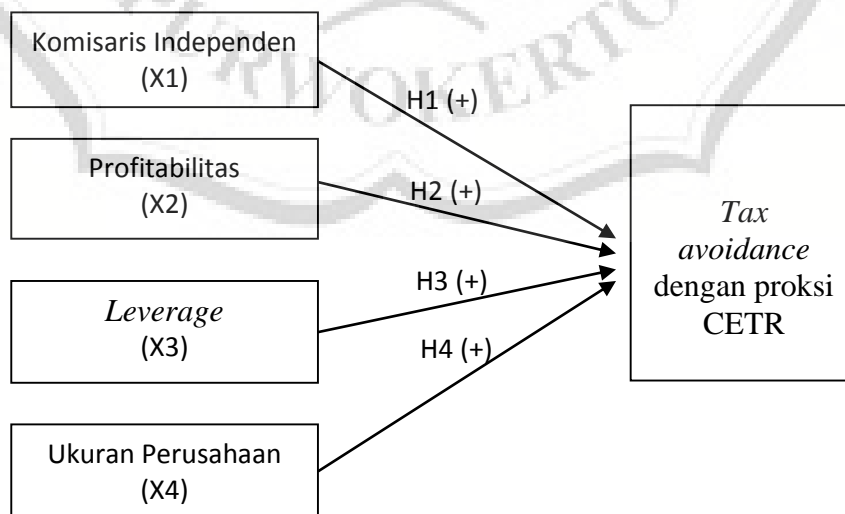 PURWOKERTO
Komisaris Independen
(X1)
H1 (+)
Profitabilitas
(X2)
H2 (+)
Leverage
(X3)
H3 (+)
H4 (+)
Ukuran Perusahaan
(X4)
Tax
avoidance
dengan proksi
CETR